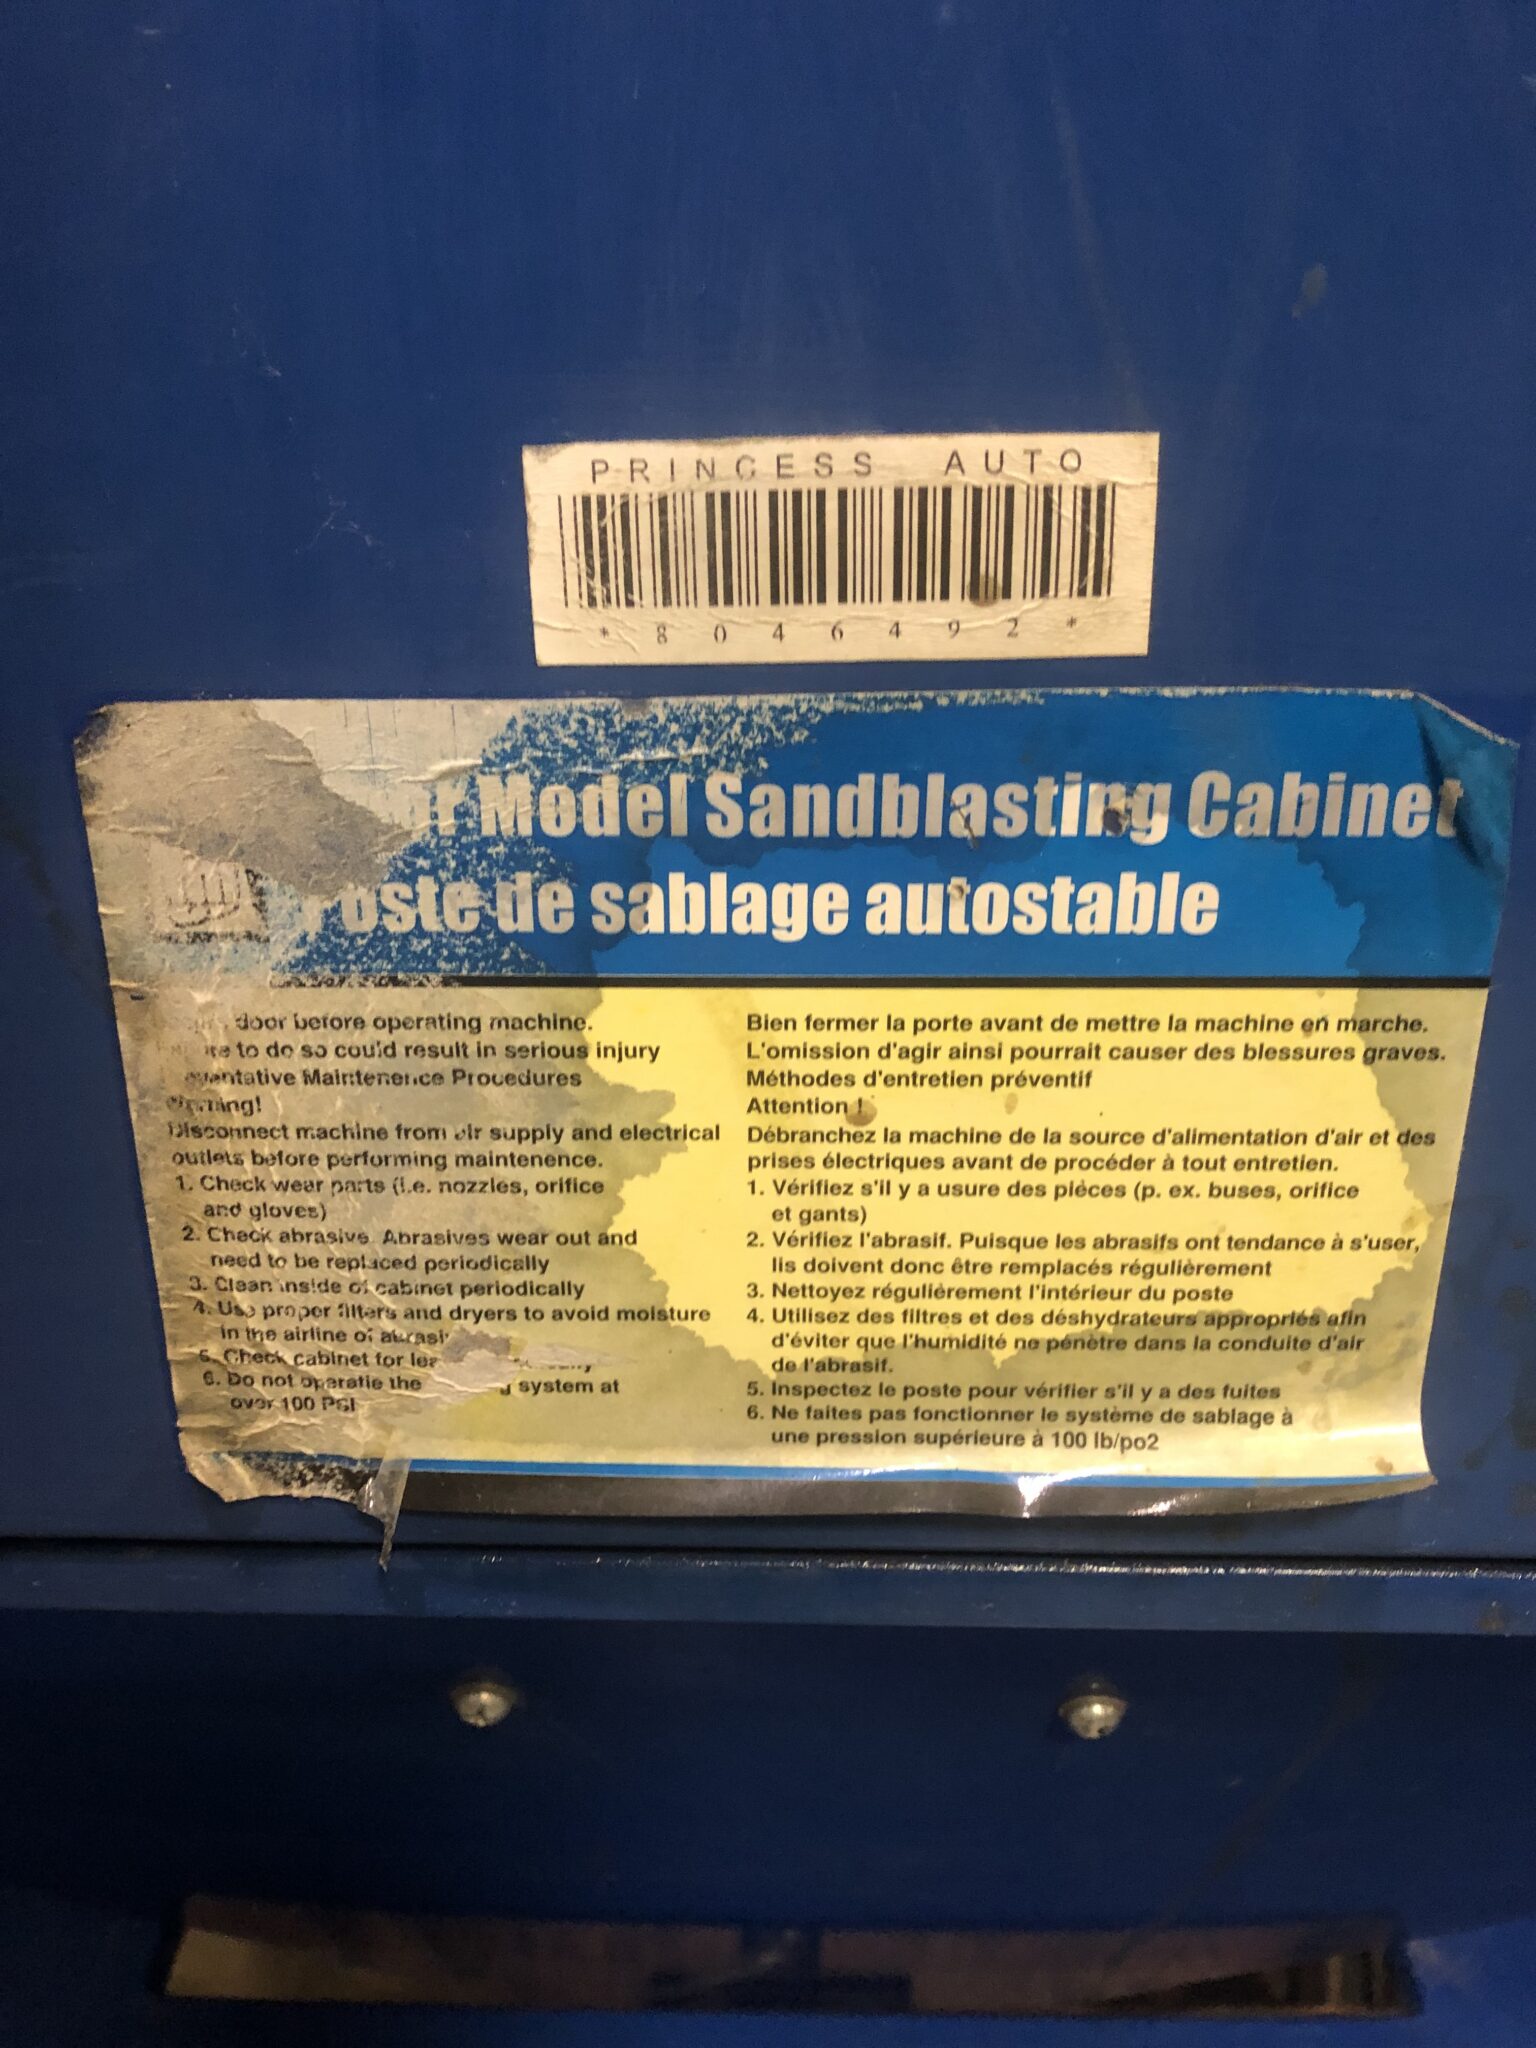 PRINCESS AUTO
*8046492*
Model Sandblasting Cabinet
Poste de sablage autostable
door before operating machine.
to do so could result in serious injury
Maintenence Procedures
Disconnect machine from air supply and electrical
outlets before performing maintenence.
1. Check wear parts (i.e. nozzles, orifice
and gloves)
2. Check abrasive. Abrasives wear out and
need to be replaced periodically
3. Clean inside of cabinet periodically
4. Use proper filters and dryers to avoid moisture
in the airline of
5. Check cabinet for
6. Do not operatie the system at
over 100 PSI
Bien fermer la porte avant de mettre la machine en marche.
L'omission d'agir ainsi pourrait causer des blessures graves.
Méthodes d'entretien préventif
Attention !
Débranchez la machine de la source d'alimentation d'air et des
prises électriques avant de procéder à tout entretien.
1. Vérifiez s'il y a usure des pièces (p. ex. buses, orifice
et gants)
2. Vérifiez l'abrasif. Puisque les abrasifs ont tendance à s'user,
Iis doivent donc être remplacés régulièrement
3. Nettoyez régulièrement l'intérieur du poste
4. Utilisez des filtres et des déshydrateurs appropriés afin
d'éviter que l'humidité ne pénètre dans la conduite d'air
de l'abrasif.
5. Inspectez le poste pour vérifier s'il y a des fuites
6. Ne faites pas fonctionner le système de sablage à
une pression supérieure à 100 lb/po2